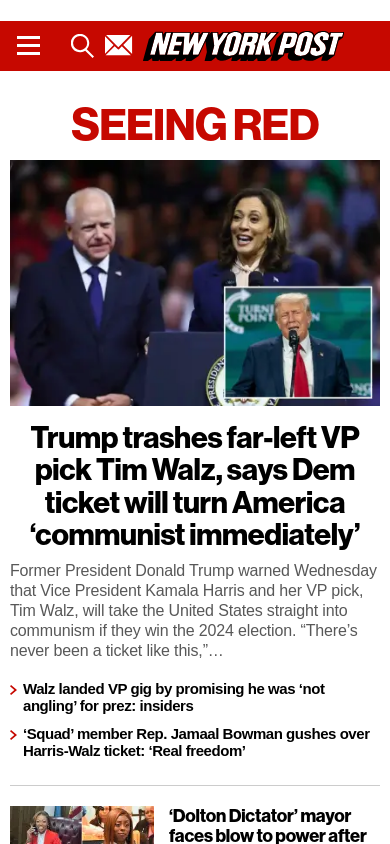 NEW YORK POST
SEEING RED
TURNING
POINT
PRESIDENT
Trump trashes far-left VP
pick Tim Walz, says Dem
ticket will turn America
‘communist immediately’
Former President Donald Trump warned Wednesday
that Vice President Kamala Harris and her VP pick,
Tim Walz, will take the United States straight into
communism if they win the 2024 election. “There’s
never been a ticket like this,”…
Walz landed VP gig by promising he was ‘not
angling’ for prez: insiders
‘Squad’ member Rep. Jamaal Bowman gushes over
Harris-Walz ticket: ‘Real freedom’
‘Dolton Dictator’ mayor
faces blow to power after